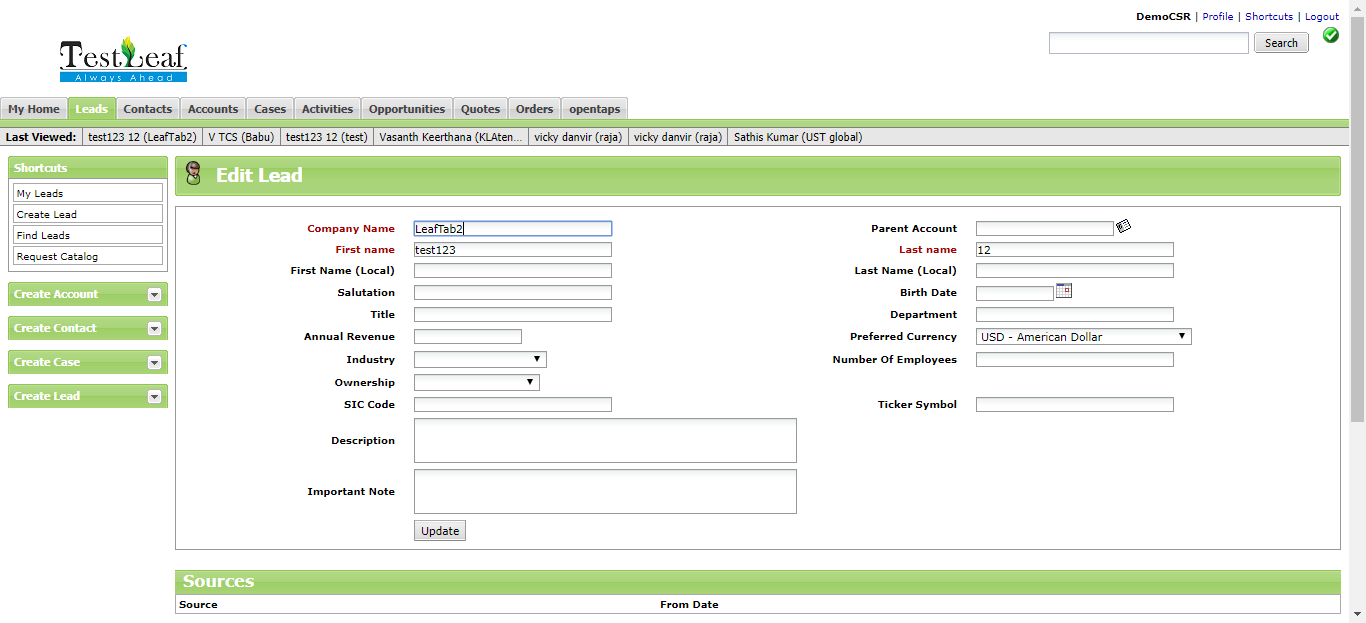 DemoCSR | Profile | Shortcuts | Logout
Search
TestLeaf
Always Ahead
My Home Leads Contacts Accounts Cases Activities Opportunities Quotes Orders opentaps
Last Viewed: test123 12 (LeafTab2) V TCS (Babu) test123 12 (test) Vasanth Keerthana (KLAten... vicky danvir (raja) vicky danvir (raja) Sathis Kumar (UST global)
Shortcuts
My Leads
Create Lead
Find Leads
Request Catalog
Create Account
Create Contact
Create Case
Create Lead
Edit Lead
Company Name LeafTab2 Parent Account
First name test123 Last name 12
First Name (Local) Last Name (Local)
Salutation Birth Date
Title Department
Annual Revenue Preferred Currency USD - American Dollar
Industry Number Of Employees
Ownership
SIC Code Ticker Symbol
Description
Important Note
Update
Sources
Source From Date